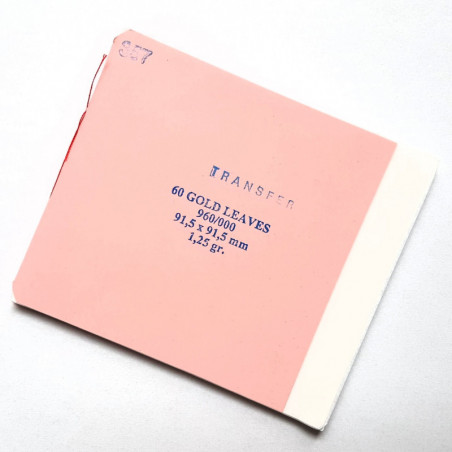 TRANSFER
60 GOLD LEAVES
960/000
91,5 x 91,5 mm
1,25 gr.